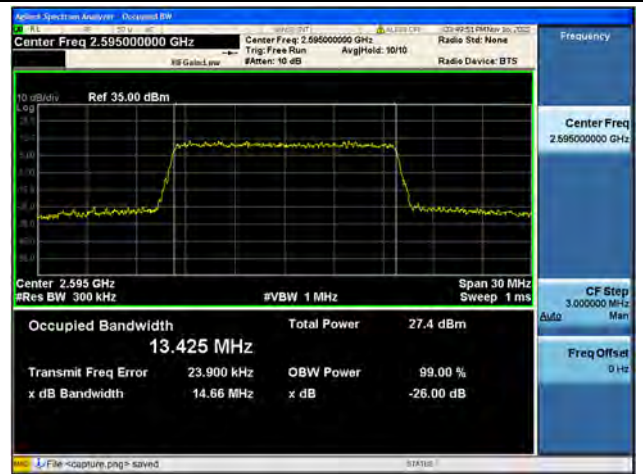 Agilent Spectrum Analyzer - Occupied BW
Center Freq 2.595000000 GHz
Center Freq: 2.595000000 GHz
Trig: Free Run Avg|Hold: 10/10
#Atten: 10 dB
Radio Std: None
Radio Device: BTS
Frequency
10 dB/div Ref 35.00 dBm
Log
Center Freq
2.595000000 GHz
Center 2.595 GHz
Span 30 MHz
#Res BW 300 kHz
#VBW 1 MHz
Sweep 1 ms
CF Step
3.000000 MHz
Auto Man
Occupied Bandwidth
13.425 MHz
Total Power 27.4 dBm
Freq Offset
0 Hz
Transmit Freq Error 23.900 kHz OBW Power 99.00 %
x dB Bandwidth 14.66 MHz x dB -26.00 dB
File <capture.png> saved
STATUS